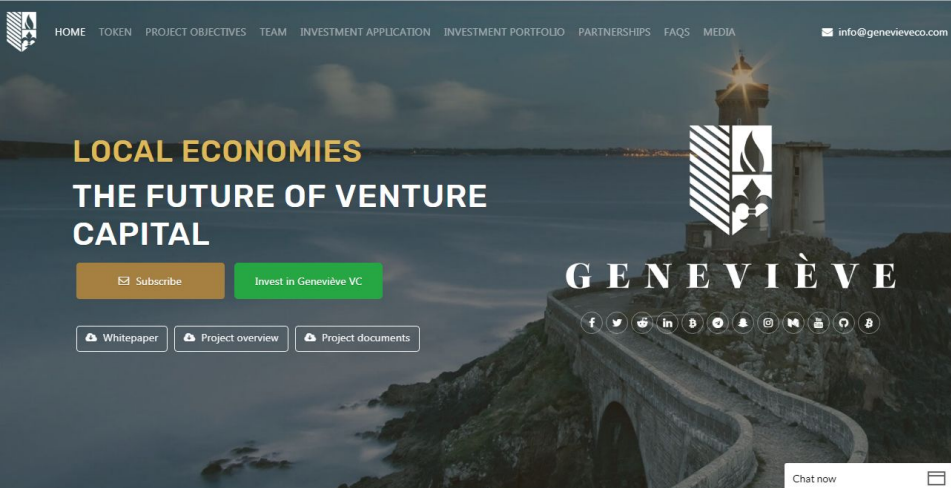 HOME TOKEN PROJECT OBJECTIVES TEAM INVESTMENT APPLICATION INVESTMENT PORTFOLIO PARTNERSHIPS FAQS MEDIA info@genevieveco.com
LOCAL ECONOMIES
THE FUTURE OF VENTURE
CAPITAL
Subscribe Invest in Geneviève VC
Whitepaper Project overview Project documents
GENEVIÈVE
Chat now